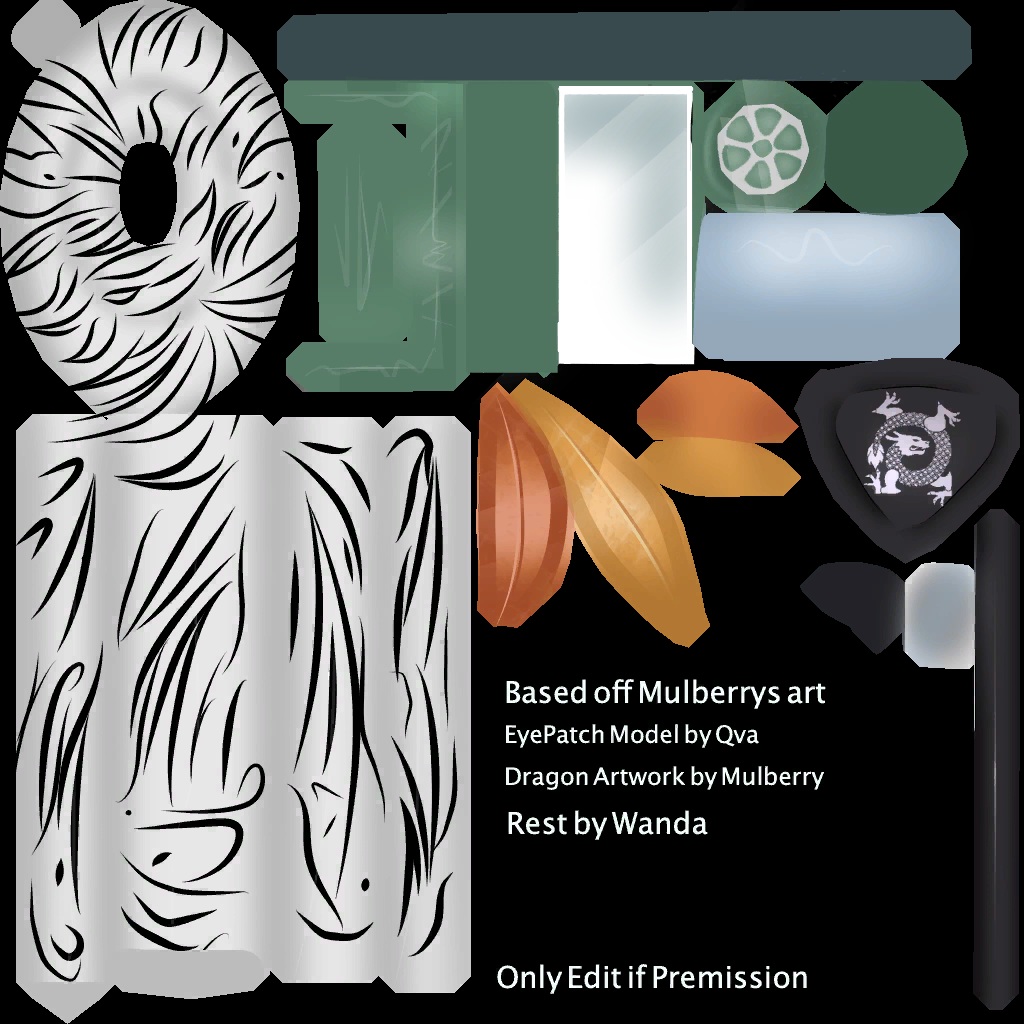 Based off Mulberrys art
EyePatch Model by Qva
Dragon Artwork by Mulberry
Rest by Wanda
Only Edit if Premission